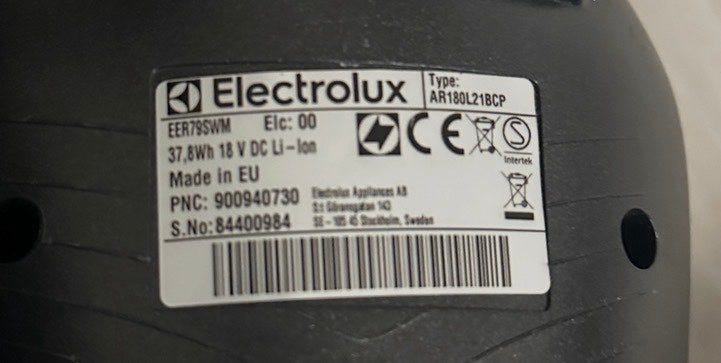 Electrolux
Type:
AR180L21BCP
EER79SWM Elc: 00
37,8Wh 18 V DC Li-Ion
Made in EU
PNC: 900940730
S.No:84400984
Electrolux Appliances AB
S:t Göransgatan 143
SE - 105 45 Stockholm, Sweden
CE
S
Intertek